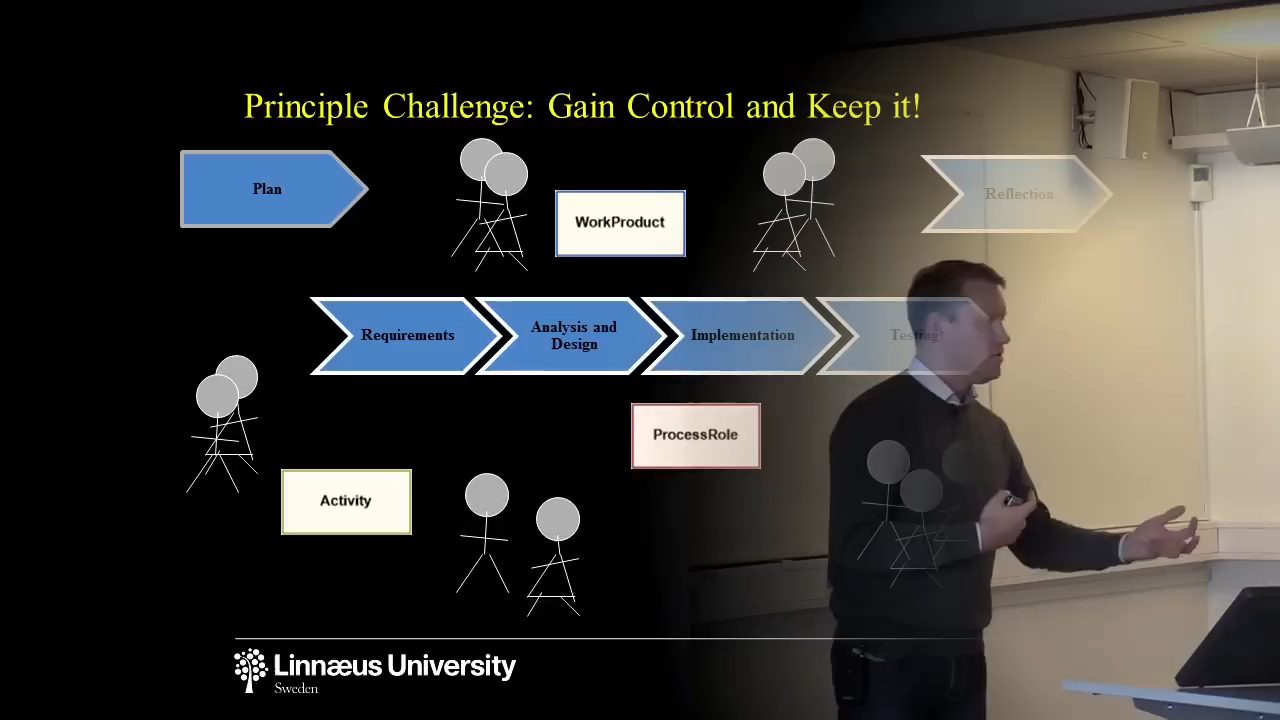 Principle Challenge: Gain Control and Keep it!
Plan
WorkProduct
Reflection
Requirements
Analysis and
Design
Implementation
Testing
ProcessRole
Activity
Linnæus University
Sweden